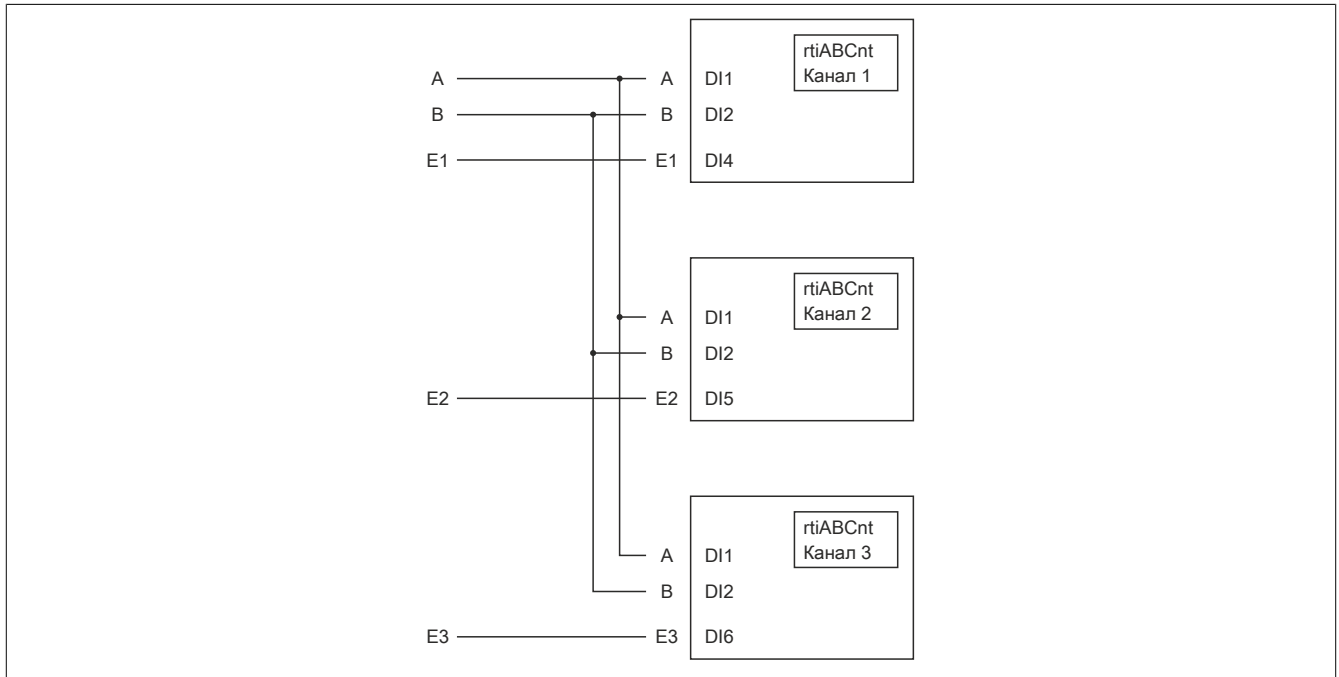 rtiABCnt
Канал 1
A A DI1
B B DI2
E1 E1 DI4
rtiABCnt
Канал 2
A DI1
B DI2
E2 E2 DI5
rtiABCnt
Канал 3
A DI1
B DI2
E3 E3 DI6